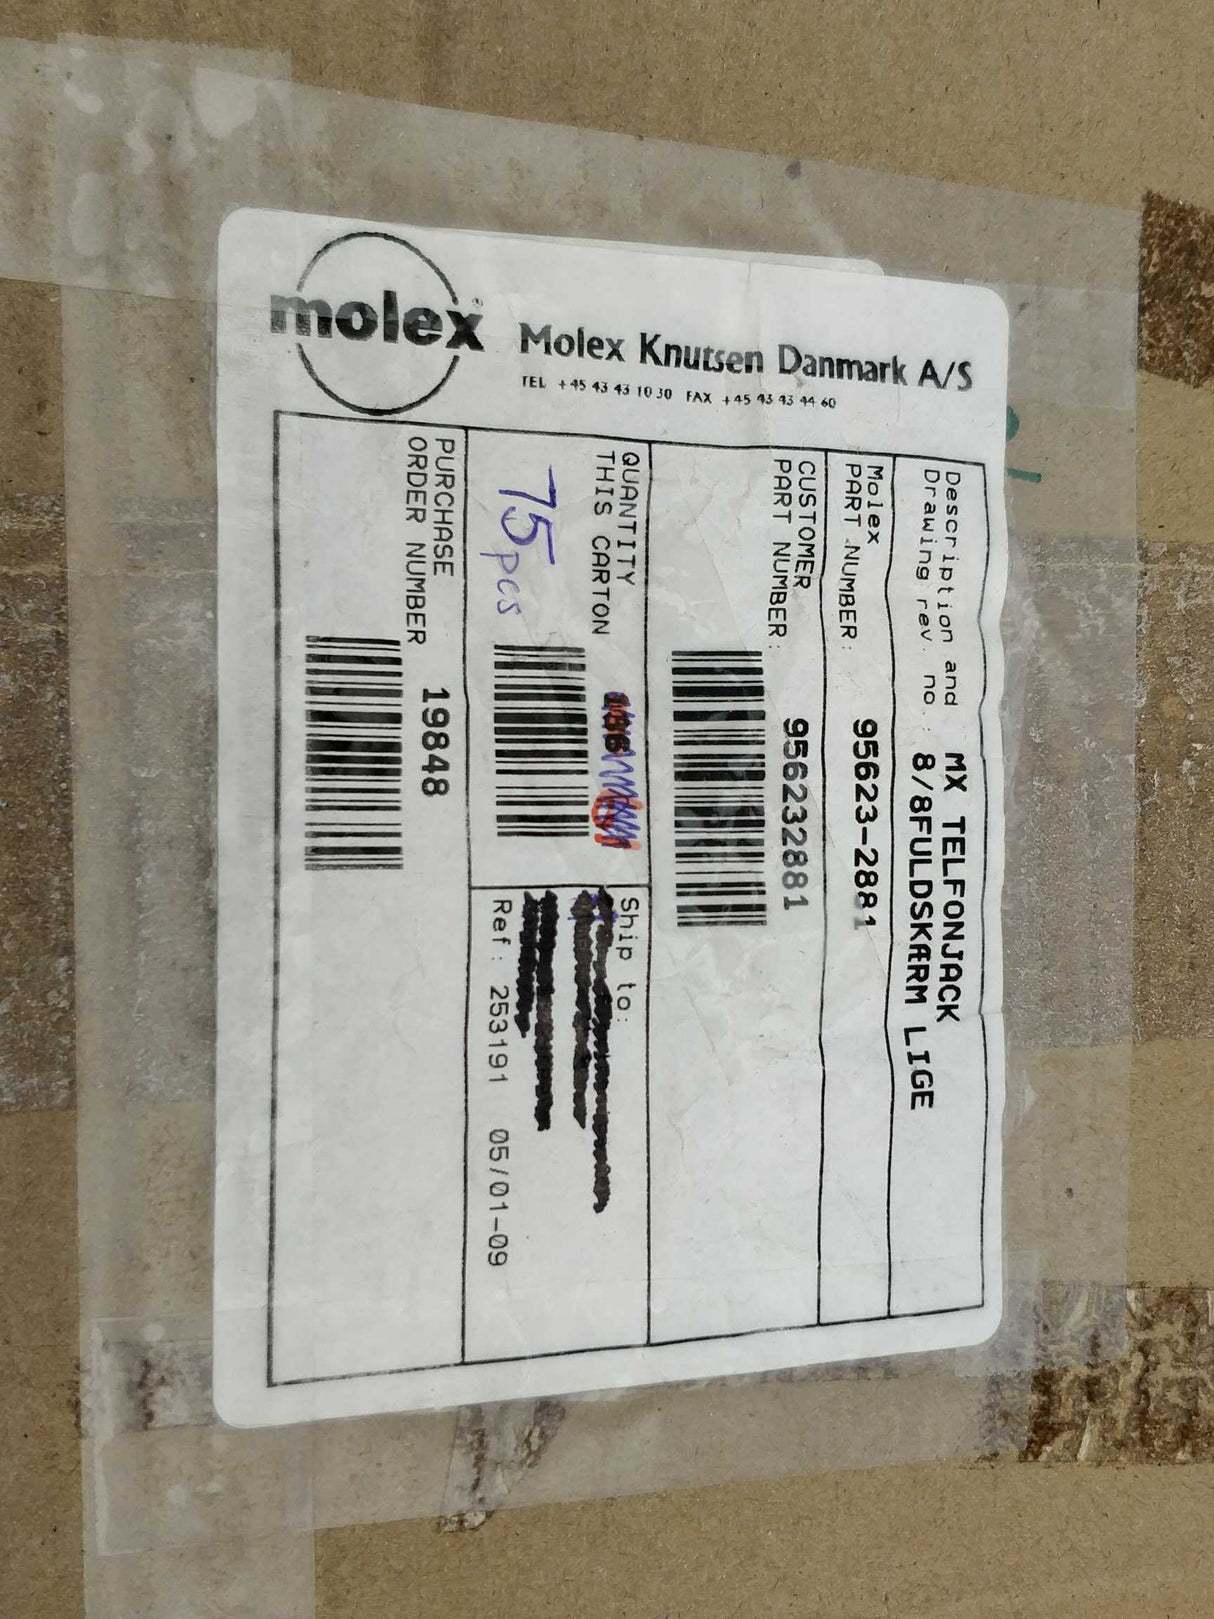 molex®
Molex Knutsen Danmark A/S
TEL +45 43 43 10 30 FAX +45 43 43 44 60
Description and MX TELFONJACK
Drawing rev. no.: 8/8FULDSKÆRM LIGE
Molex
PART NUMBER: 95623-2881
CUSTOMER
PART NUMBER: 956232881
QUANTITY
THIS CARTON
75 pcs
Ship to:
Ref: 253191 05/01-09
PURCHASE
ORDER NUMBER 19848